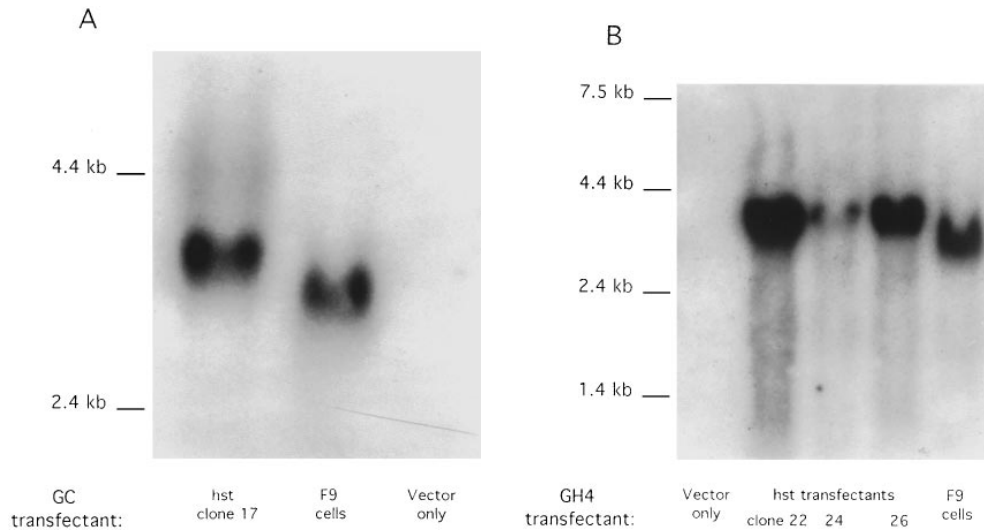 A
4.4 kb
2.4 kb
GC
transfectant:
hst
clone 17
F9
cells
Vector
only
B
7.5 kb
4.4 kb
2.4 kb
1.4 kb
GH4
transfectant:
Vector
only
hst transfectants
clone 22 24 26
F9
cells